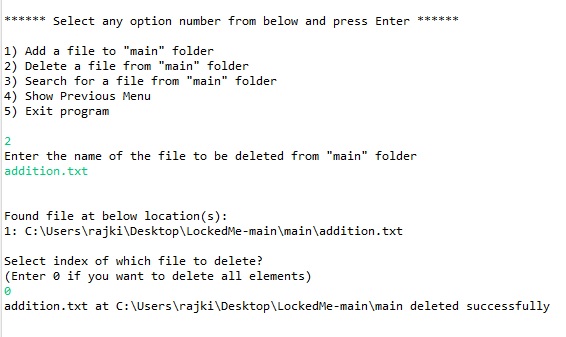 ****** Select any option number from below and press Enter ******
1) Add a file to "main" folder
2) Delete a file from "main" folder
3) Search for a file from "main" folder
4) Show Previous Menu
5) Exit program
2
Enter the name of the file to be deleted from "main" folder
addition.txt
Found file at below location(s):
1: C:\Users\rajki\Desktop\LockedMe-main\main\addition.txt
Select index of which file to delete?
(Enter 0 if you want to delete all elements)
0
addition.txt at C:\Users\rajki\Desktop\LockedMe-main\main deleted successfully